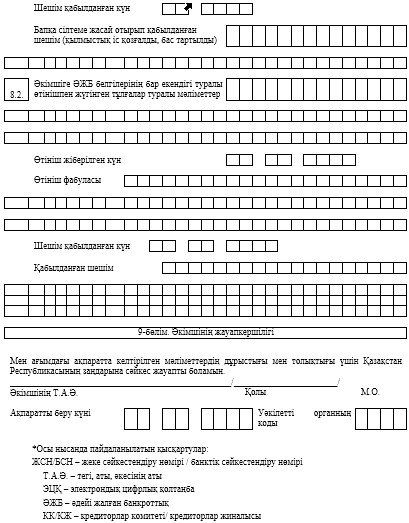 Шешім қабылданған күн
Бапқа сілтеме жасай отырып қабылданған
шешім (қылмыстық іс қозғалды, бас тартылды)
8.2.
Әкімшіге ӘЖБ белгілерінің бар екендігі туралы
өтінішпен жүгінген тұлғалар туралы мәліметтер
Өтініш жіберілген күн
Өтініш фабуласы
Шешім қабылданған күн
Қабылданған шешім
9-бөлім. Әкімшінің жауапкершілігі
Мен ағымдағы ақпаратта келтірілген мәліметтердің дұрыстығы мен толықтығы үшін Қазақстан
Республикасының заңдарына сәйкес жауапты боламын.
Әкімшінің Т.А.Ә. Қолы М.О.
Ақпаратты беру күні Уәкілетті органның
коды
*Осы нысанда пайдаланылатын қысқартулар:
ЖСН/БСН – жеке сәйкестендіру нөмірі / банктік сәйкестендіру нөмірі
Т.А.Ә. – тегі, аты, әкесінің аты
ЭЦҚ – электрондық цифрлық қолтаңба
ӘЖБ – әдейі жалған банкроттық
КК/КЖ – кредиторлар комитеті/ кредиторлар жиналысы